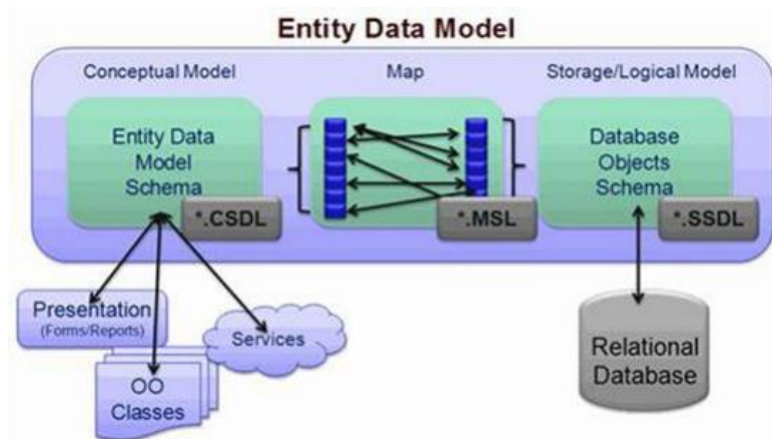 Entity Data Model
Conceptual Model
Map
Storage/Logical Model
Entity Data
Model
Schema
*.CSDL
*.MSL
Database
Objects
Schema
*.SSDL
Presentation
(Forms/Reports)
Services
OO
Classes
Relational
Database